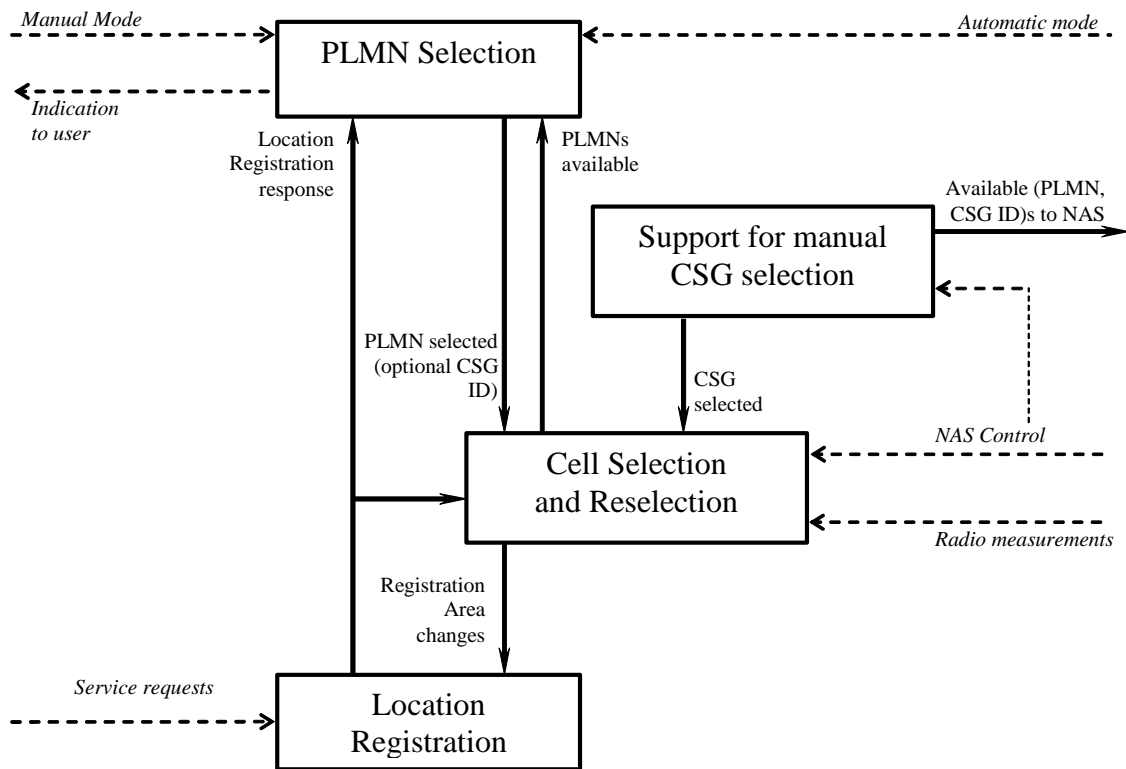 Manual Mode
Automatic mode
PLMN Selection
Indication
to user
Location
Registration
response
PLMNs
available
Available (PLMN,
CSG ID)s to NAS
Support for manual
CSG selection
PLMN selected
(optional CSG
ID)
CSG
selected
NAS Control
Cell Selection
and Reselection
Radio measurements
Registration
Area
changes
Service requests
Location
Registration